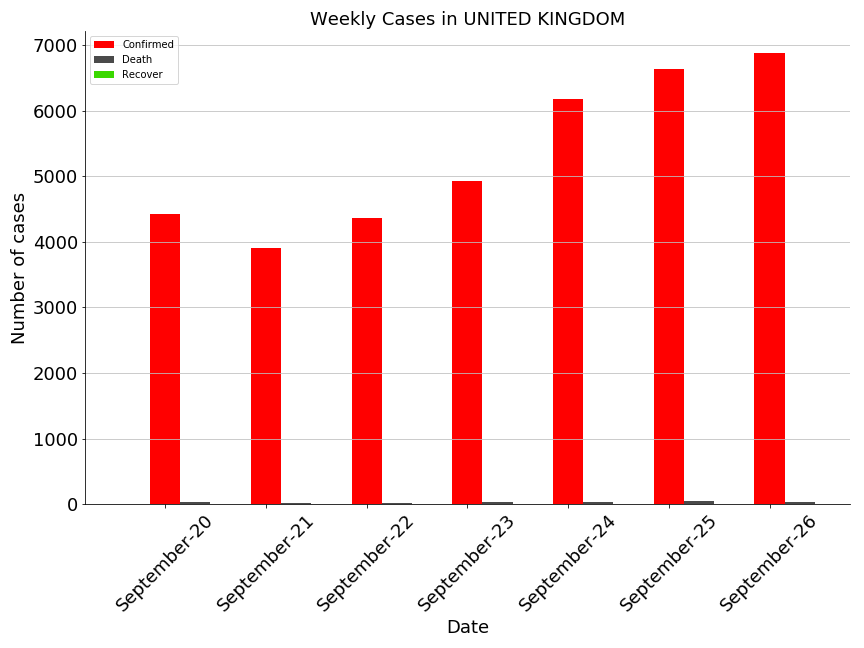 Weekly Cases in UNITED KINGDOM
Confirmed
Death
Recover
Number of cases
7000
6000
5000
4000
3000
2000
1000
0
September-20
September-21
September-22
September-23
September-24
September-25
September-26
Date